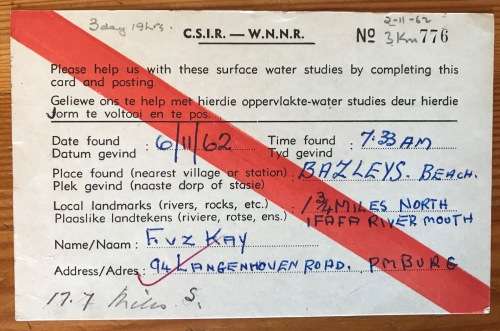 3 day 19 hrs.
C.S.I.R. — W.N.N.R.
2-11-62
No 776
3 Km
Please help us with these surface water studies by completing this
card and posting.
Geliewe ons te help met hierdie oppervlakte-water studies deur hierdie
vorm te voltooi en te pos.
Date found : 6/11/62 Time found : 7:33 AM
Datum gevind Tyd gevind
Place found (nearest village or station) : BAZLEYS. BEACH.
Plek gevind (naaste dorp of stasie)
Local landmarks (rivers, rocks, etc.) : 1 3/4 MILES NORTH
Plaaslike landtekens (riviere, rotse, ens.) IFAFA RIVER MOUTH
Name/Naam : KAY
Address/Adres : 94 LANGENHOVEN ROAD. PMBURG
17.7 Miles S.